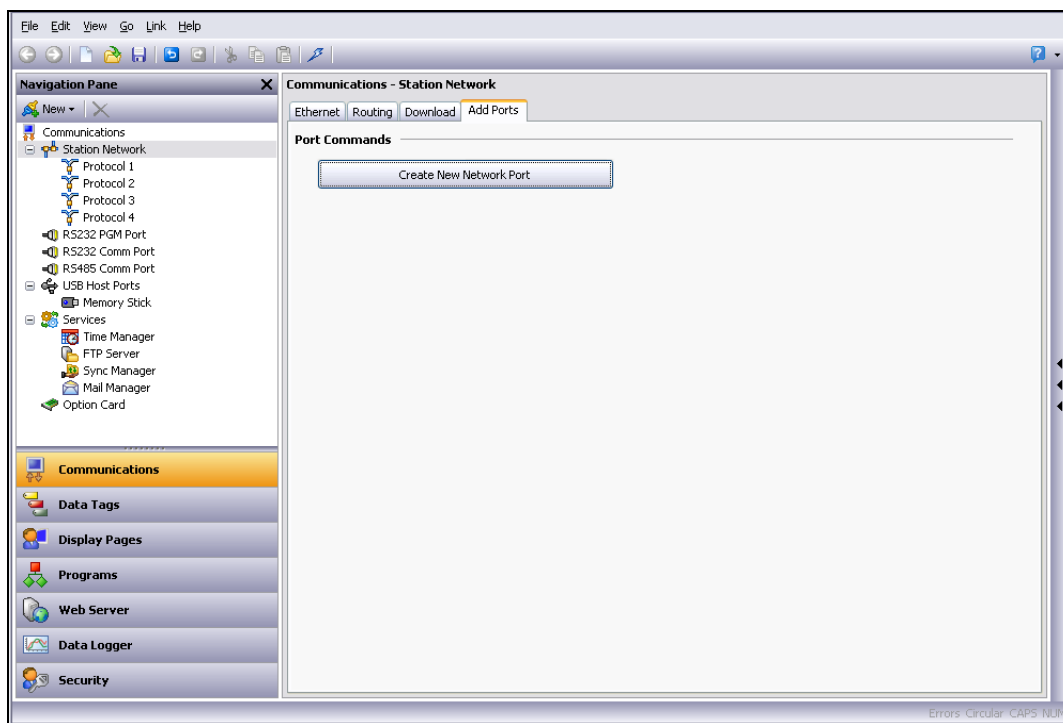 File Edit View Go Link Help
Navigation Pane
New
Communications
Station Network
Protocol 1
Protocol 2
Protocol 3
Protocol 4
RS232 PGM Port
RS232 Comm Port
RS485 Comm Port
USB Host Ports
Memory Stick
Services
Time Manager
FTP Server
Sync Manager
Mail Manager
Option Card
Communications
Data Tags
Display Pages
Programs
Web Server
Data Logger
Security
Communications - Station Network
Ethernet Routing Download Add Ports
Port Commands
Create New Network Port
Errors Circular CAPS NUM